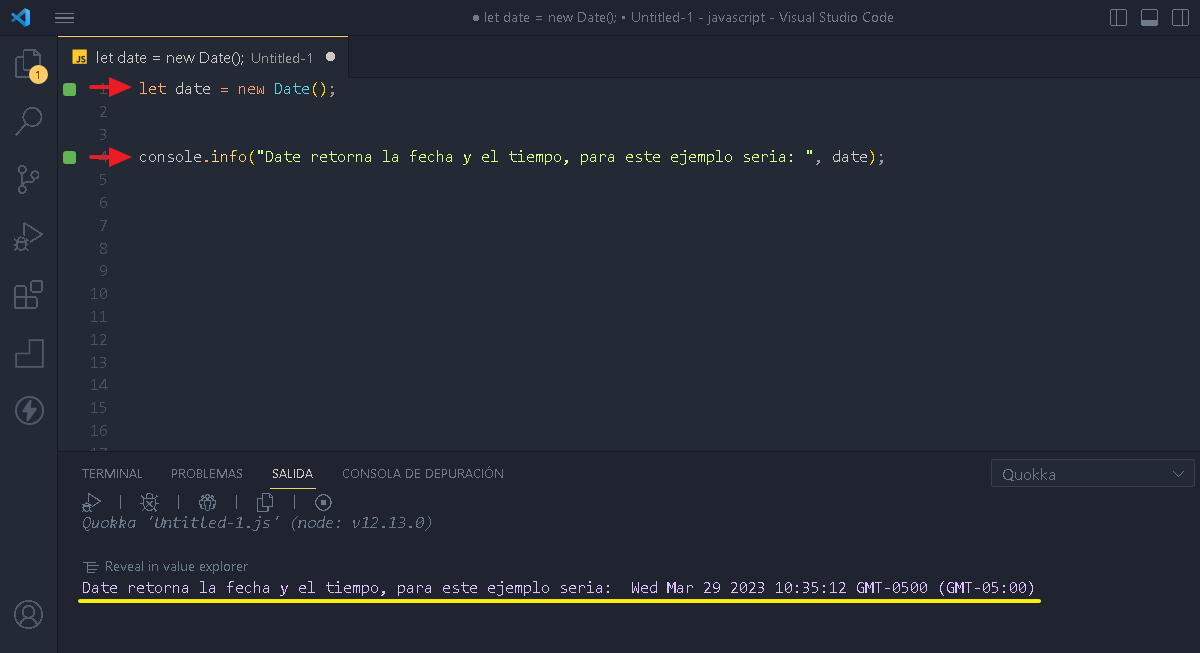 ● let date = new Date(); • Untitled-1 - javascript - Visual Studio Code
JS let date = new Date(); Untitled-1
1
1 let date = new Date();
2
3
4 console.info("Date retorna la fecha y el tiempo, para este ejemplo seria: ", date);
5
6
7
8
9
10
11
12
13
14
15
16
17
TERMINAL PROBLEMAS SALIDA CONSOLA DE DEPURACIÓN Quokka
Quokka 'Untitled-1.js' (node: v12.13.0)
Reveal in value explorer
Date retorna la fecha y el tiempo, para este ejemplo seria:  Wed Mar 29 2023 10:35:12 GMT-0500 (GMT-05:00)